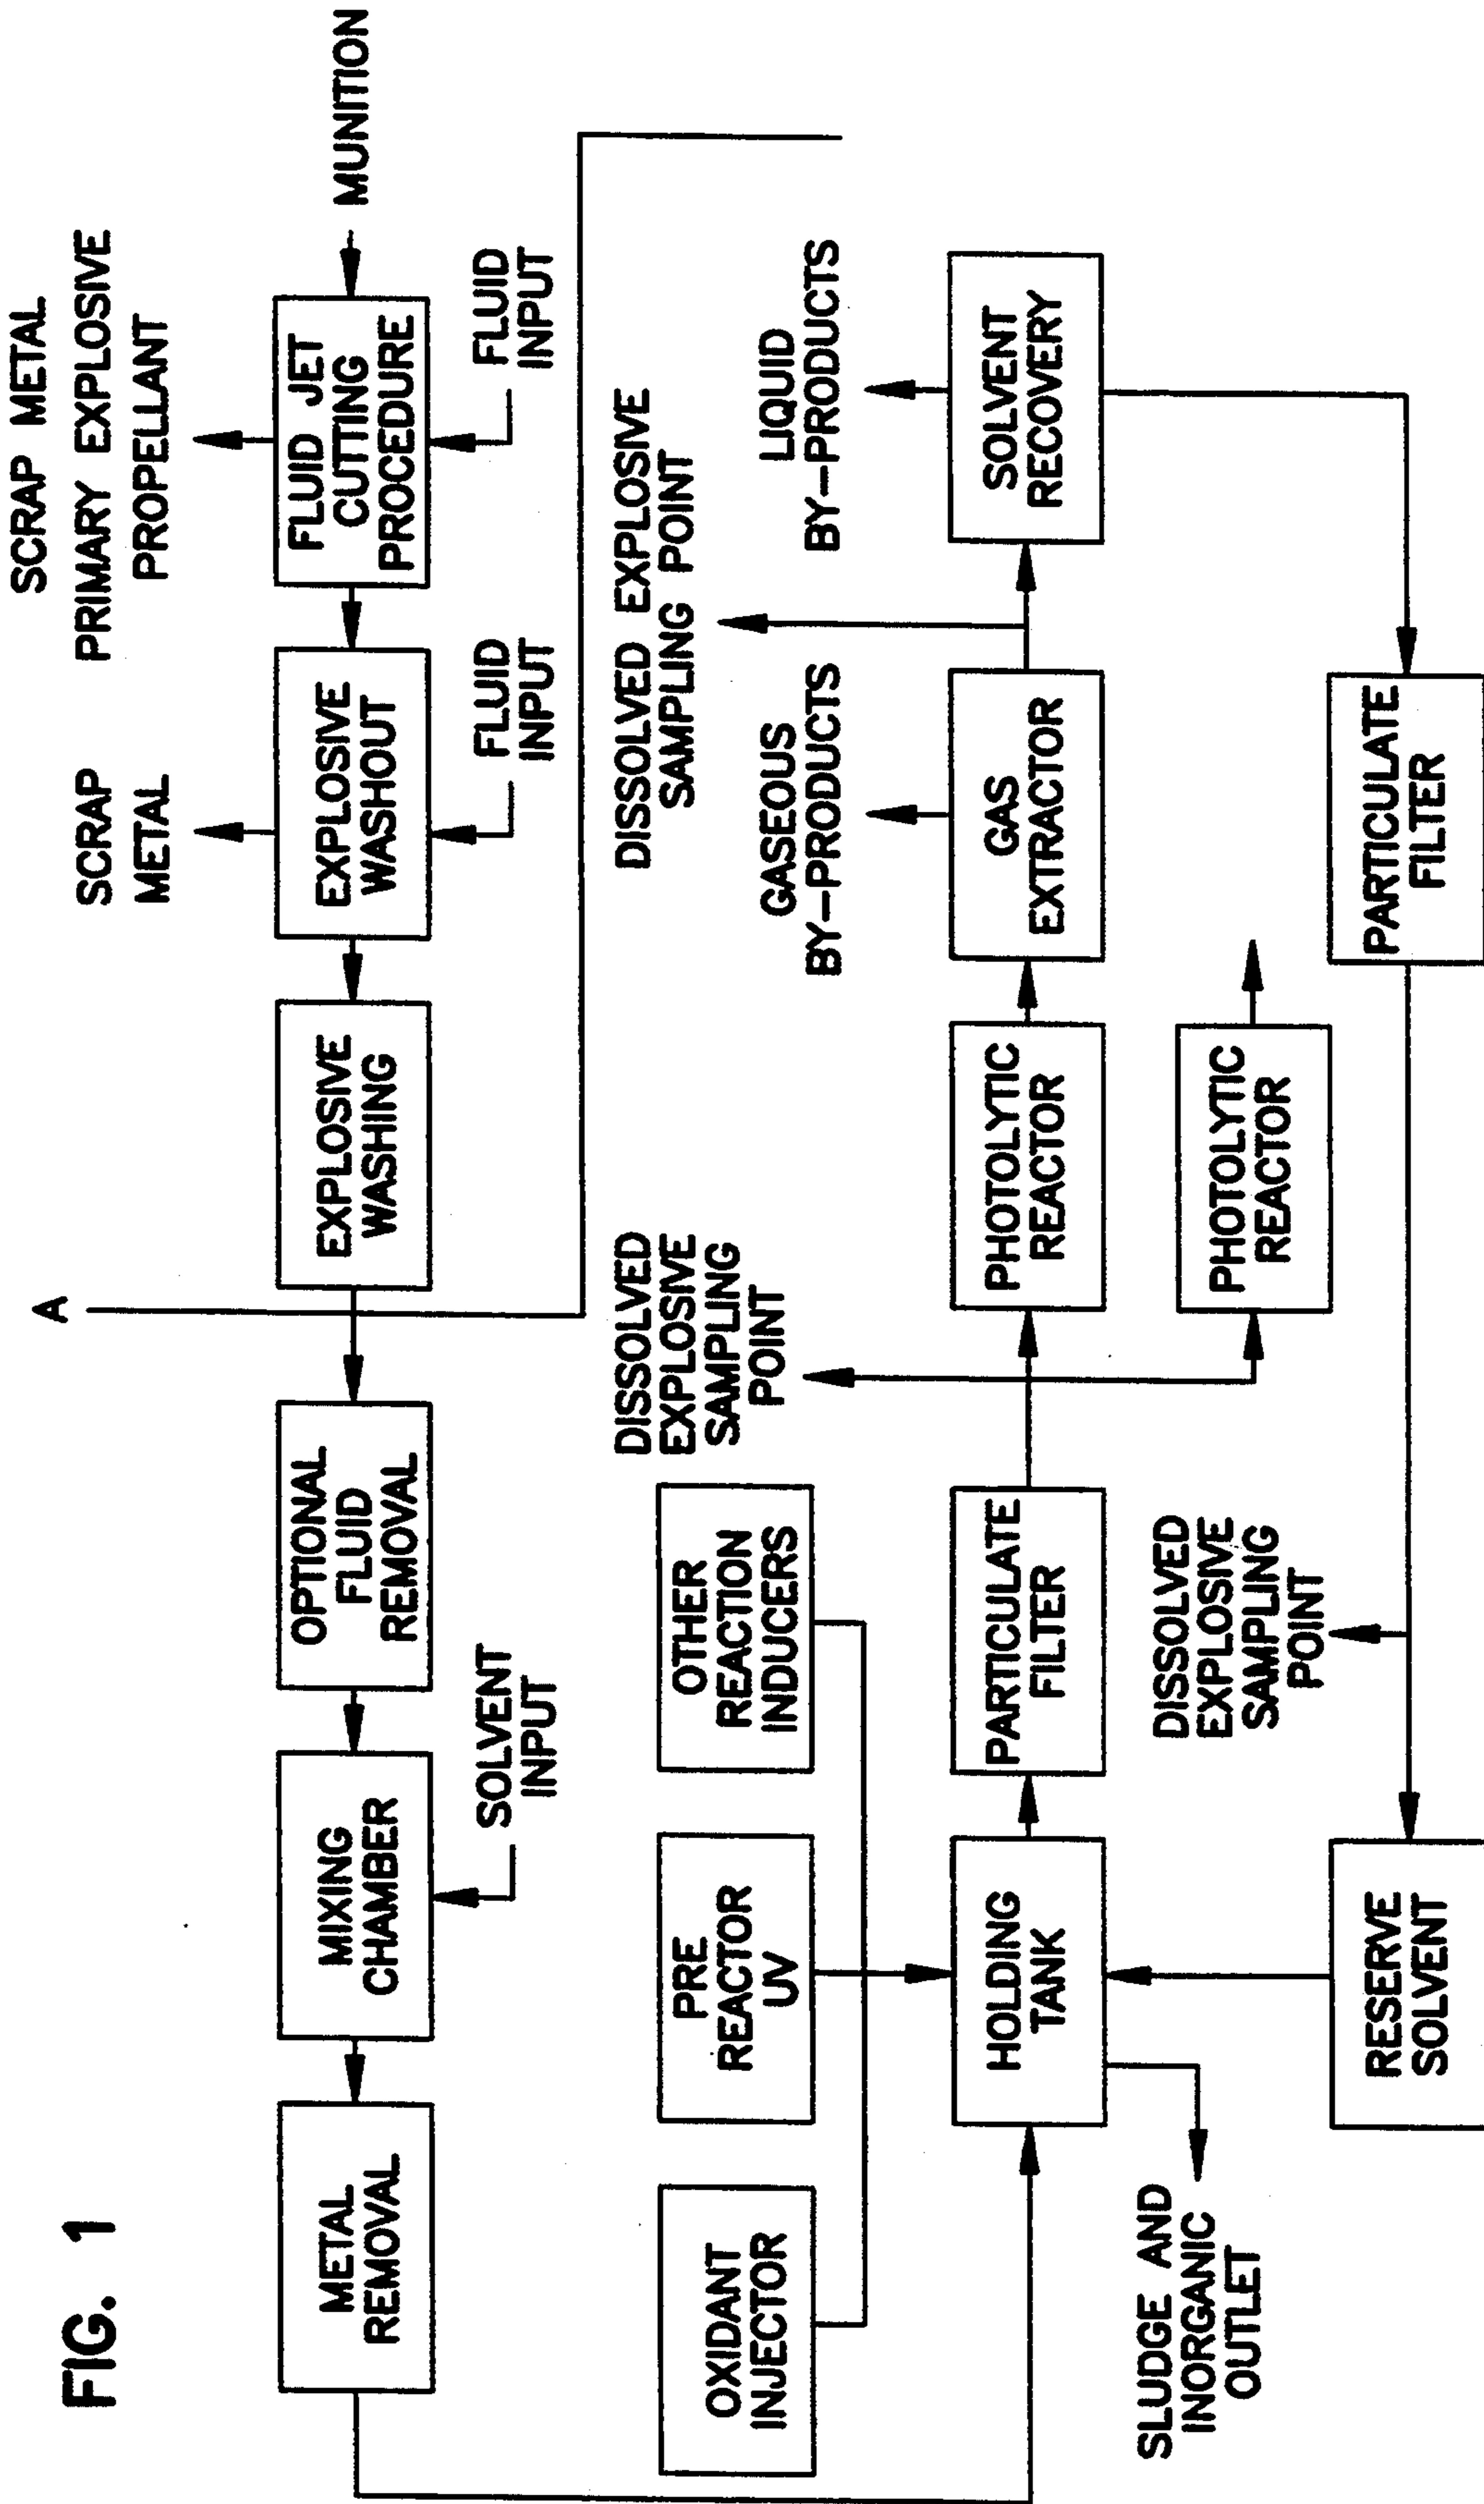 FIG. 1
A
SCRAP METAL
PRIMARY EXPLOSIVE
PROPELLANT
SCRAP
METAL
METAL
REMOVAL
MIXING
CHAMBER
OPTIONAL
FLUID
REMOVAL
EXPLOSIVE
WASHING
EXPLOSIVE
WASHOUT
FLUID JET
CUTTING
PROCEDURE
MUNITION
SOLVENT
INPUT
FLUID
INPUT
FLUID
INPUT
OXIDANT
INJECTOR
PRE
REACTOR
UV
OTHER
REACTION
INDUCERS
DISSOLVED
EXPLOSIVE
SAMPLING
POINT
DISSOLVED EXPLOSIVE
SAMPLING POINT
GASEOUS
BY-PRODUCTS
LIQUID
BY-PRODUCTS
HOLDING
TANK
PARTICULATE
FILTER
PHOTOLYTIC
REACTOR
GAS
EXTRACTOR
SOLVENT
RECOVERY
SLUDGE AND
INORGANIC
OUTLET
DISSOLVED
EXPLOSIVE
SAMPLING
POINT
PHOTOLYTIC
REACTOR
RESERVE
SOLVENT
PARTICULATE
FILTER